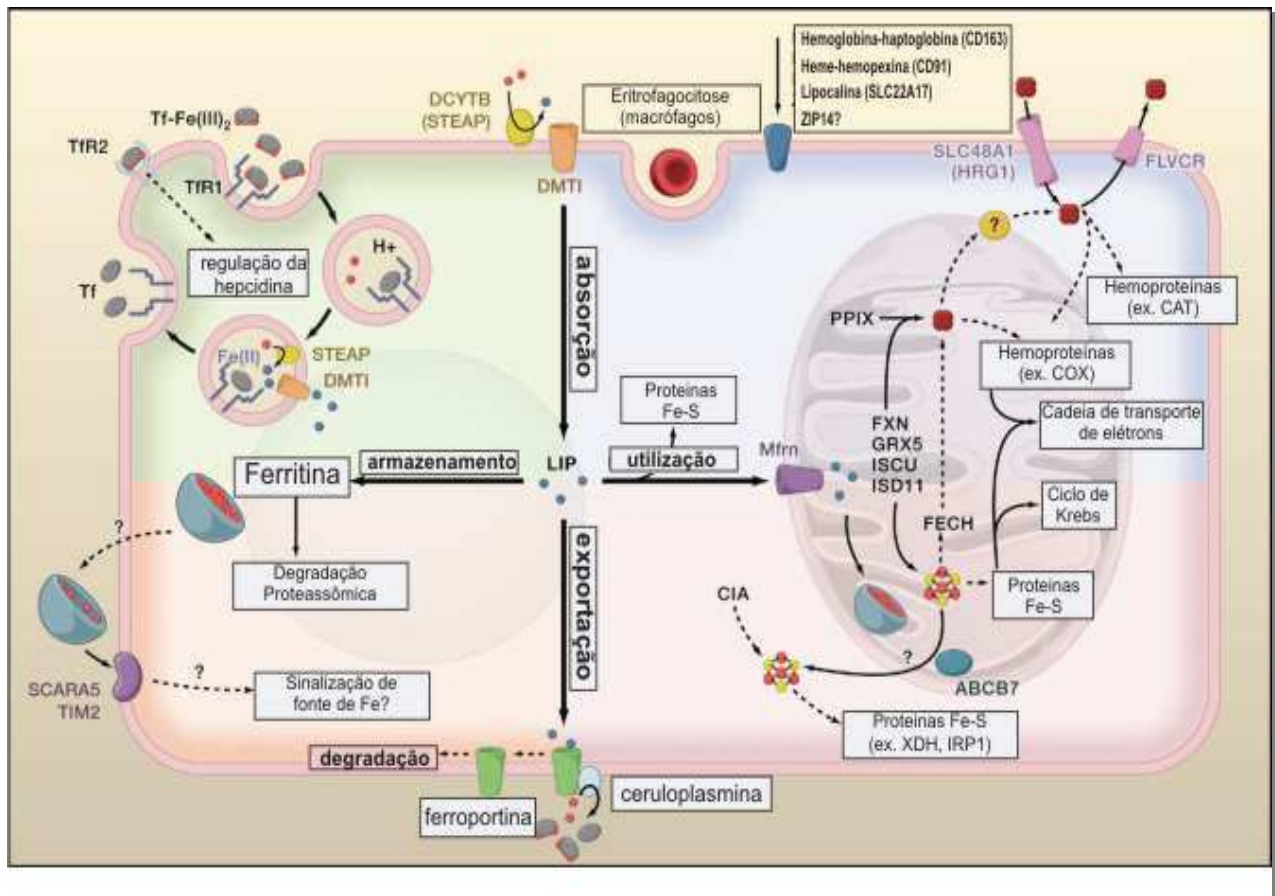 Hemoglobina-haptoglobina (CD163)
Heme-hemopexina (CD91)
Lipocalina (SLC22A17)
ZIP14?
DCYTB
(STEAP)
Eritrofagocitose
(macrófagos)
Tf-Fe(III)2
TfR2
TfR1
DMTI
SLC48A1
(HRG1)
FLVCR
H+
regulação da
hepcidina
Tf
?
absorção
Hemoproteínas
(ex. CAT)
PPIX
Fe(II)
STEAP
DMTI
Hemoproteínas
(ex. COX)
Proteinas
Fe-S
Cadeia de transporte
de elétrons
FXN
GRX5
ISCU
ISD11
Mfrn
Ferritina
armazenamento
LIP
utilização
Ciclo de
Krebs
?
FECH
exportação
Degradação
Proteassômica
Proteinas
Fe-S
CIA
?
ABCB7
SCARA5
TIM2
?
Sinalização de
fonte de Fe?
Proteinas Fe-S
(ex. XDH, IRP1)
degradação
ceruloplasmina
ferroportina